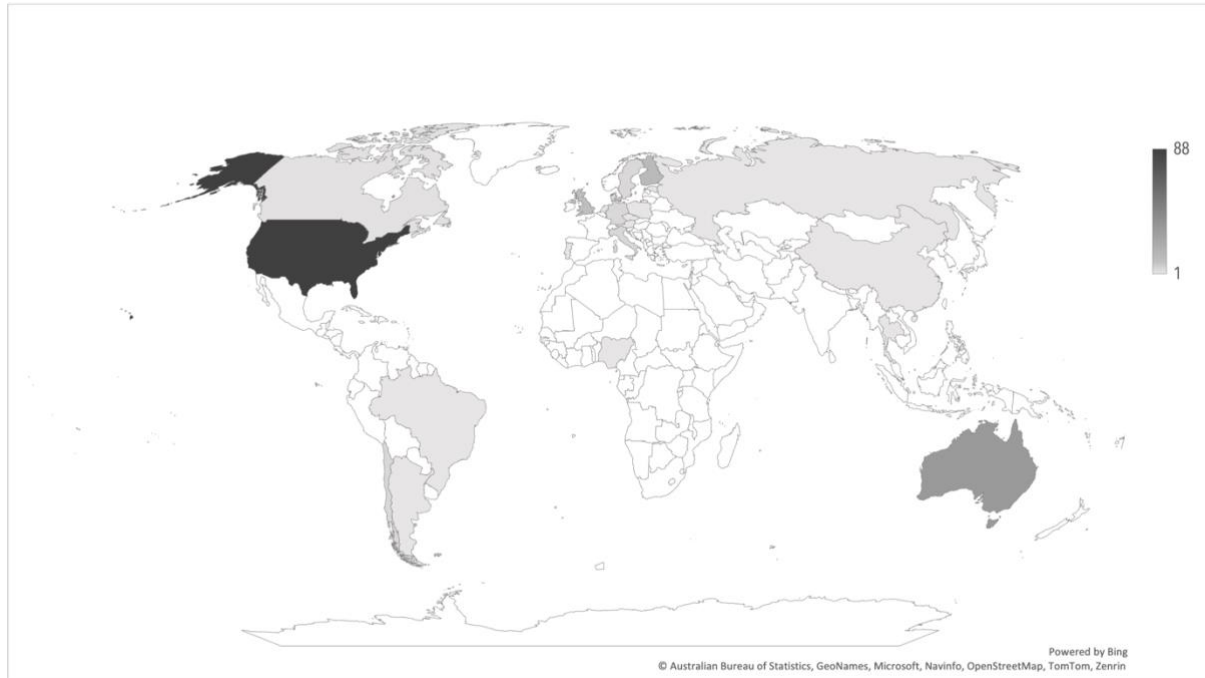 88
1
Powered by Bing
© Australian Bureau of Statistics, GeoNames, Microsoft, Navinfo, OpenStreetMap, TomTom, Zenrin